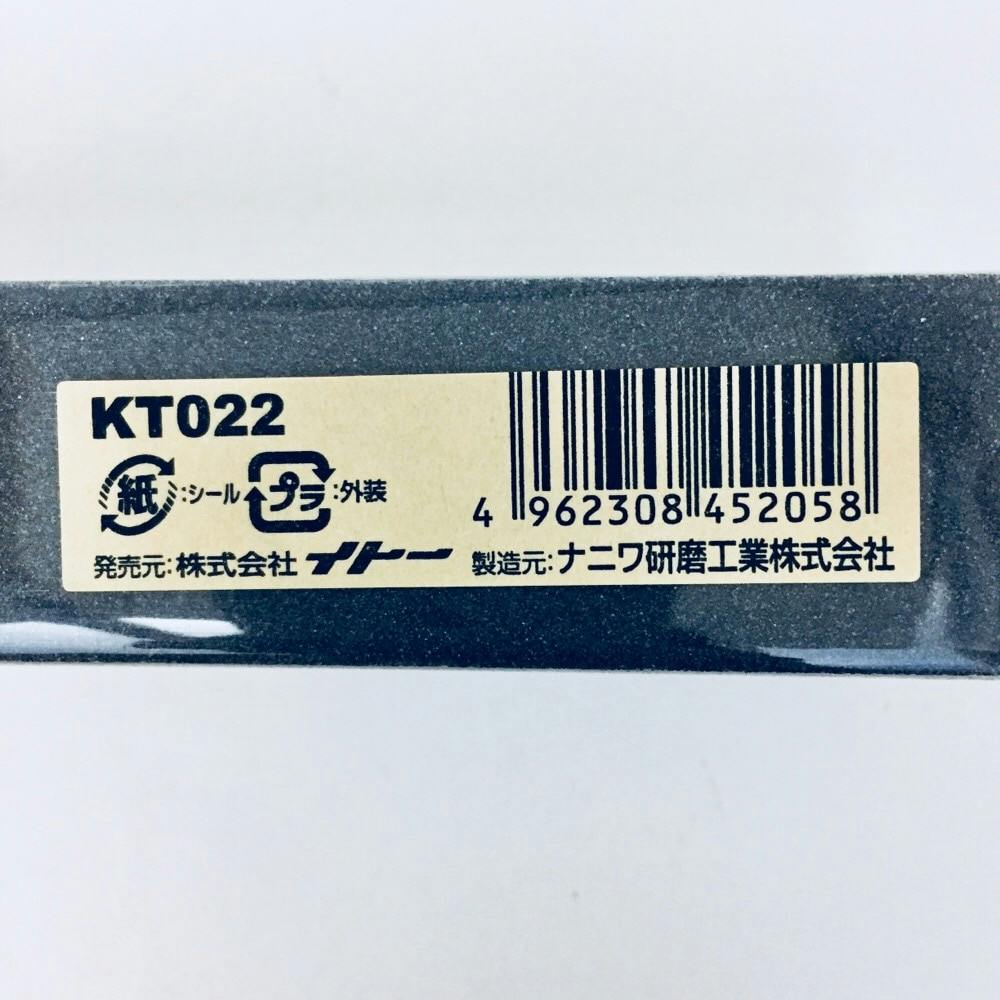 KT022
紙:シール プラ:外装
4 962308 452058
発売元:株式会社イトー 製造元:ナニワ研磨工業株式会社